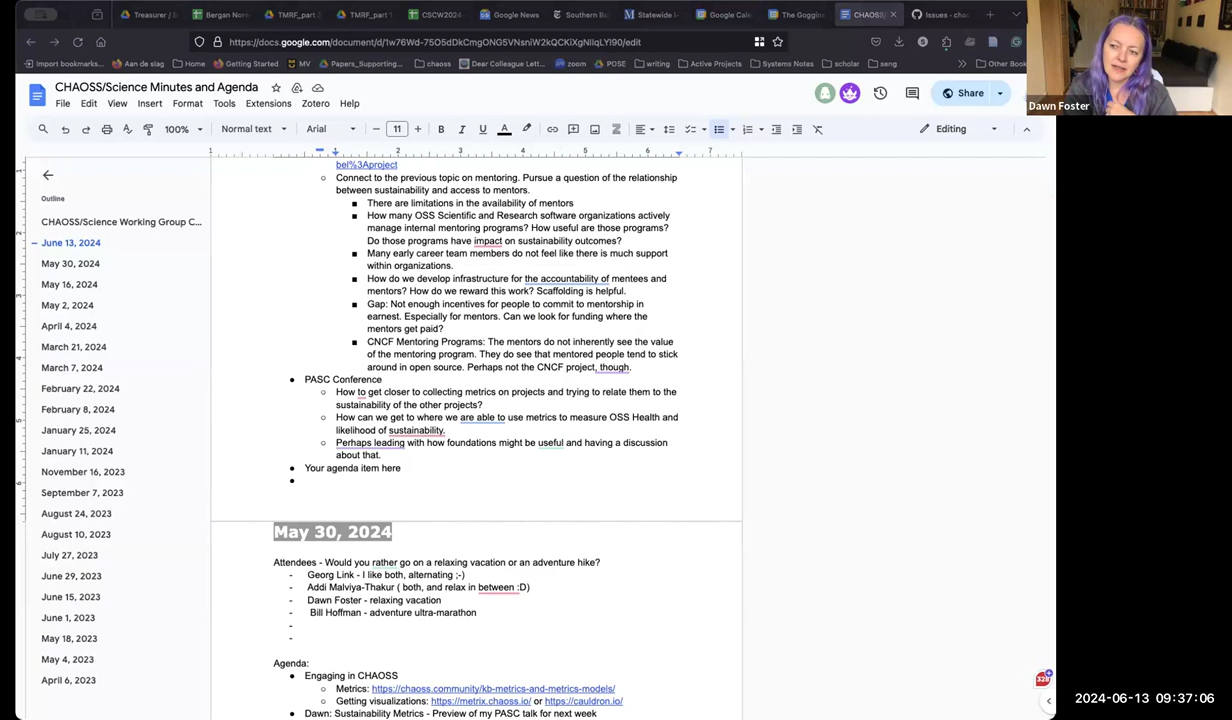 Treasurer / B
Bergan Nore
TMRF_part 2
TMRF_part 1
CSCW2024
Google News
Southern Ba
Statewide I-
Google Cale
The Goggins
CHAOSS/
Issues - chao
https://docs.google.com/document/d/1w76Wd-75O5dDkCmgONG5VNsniW2kQCKiXgNIlqLYI90/edit
Import bookmarks...
Aan de slag
Home
Getting Started
MV
Papers_Supporting...
chaoss
Dear Colleague Lett...
zoom
POSE
writing
Active Projects
Systems Notes
scholar
seng
Other Book
Dawn Foster
CHAOSS/Science Minutes and Agenda
Share
File Edit View Insert Format Tools Extensions Zotero Help
100% Normal text Arial 11 Editing
bel%3Aproject
Connect to the previous topic on mentoring. Pursue a question of the relationship
between sustainability and access to mentors.
There are limitations in the availability of mentors
How many OSS Scientific and Research software organizations actively
manage internal mentoring programs? How useful are those programs?
Do those programs have impact on sustainability outcomes?
Many early career team members do not feel like there is much support
within organizations.
How do we develop infrastructure for the accountability of mentees and
mentors? How do we reward this work? Scaffolding is helpful.
Gap: Not enough incentives for people to commit to mentorship in
earnest. Especially for mentors. Can we look for funding where the
mentors get paid?
CNCF Mentoring Programs: The mentors do not inherently see the value
of the mentoring program. They do see that mentored people tend to stick
around in open source. Perhaps not the CNCF project, though.
PASC Conference
How to get closer to collecting metrics on projects and trying to relate them to the
sustainability of the other projects?
How can we get to where we are able to use metrics to measure OSS Health and
likelihood of sustainability.
Perhaps leading with how foundations might be useful and having a discussion
about that.
Your agenda item here
May 30, 2024
Attendees - Would you rather go on a relaxing vacation or an adventure hike?
- Georg Link - I like both, alternating ;-)
- Addi Malviya-Thakur ( both, and relax in between :D)
- Dawn Foster - relaxing vacation
- Bill Hoffman - adventure ultra-marathon
-
-
Agenda:
Engaging in CHAOSS
Metrics: https://chaoss.community/kb-metrics-and-metrics-models/
Getting visualizations: https://metrix.chaoss.io/ or https://cauldron.io/
Dawn: Sustainability Metrics - Preview of my PASC talk for next week
Outline
CHAOSS/Science Working Group C...
June 13, 2024
May 30, 2024
May 16, 2024
May 2, 2024
April 4, 2024
March 21, 2024
March 7, 2024
February 22, 2024
February 8, 2024
January 25, 2024
January 11, 2024
November 16, 2023
September 7, 2023
August 24, 2023
August 10, 2023
July 27, 2023
June 29, 2023
June 15, 2023
June 1, 2023
May 18, 2023
May 4, 2023
April 6, 2023
328
2024-06-13 09:37:06